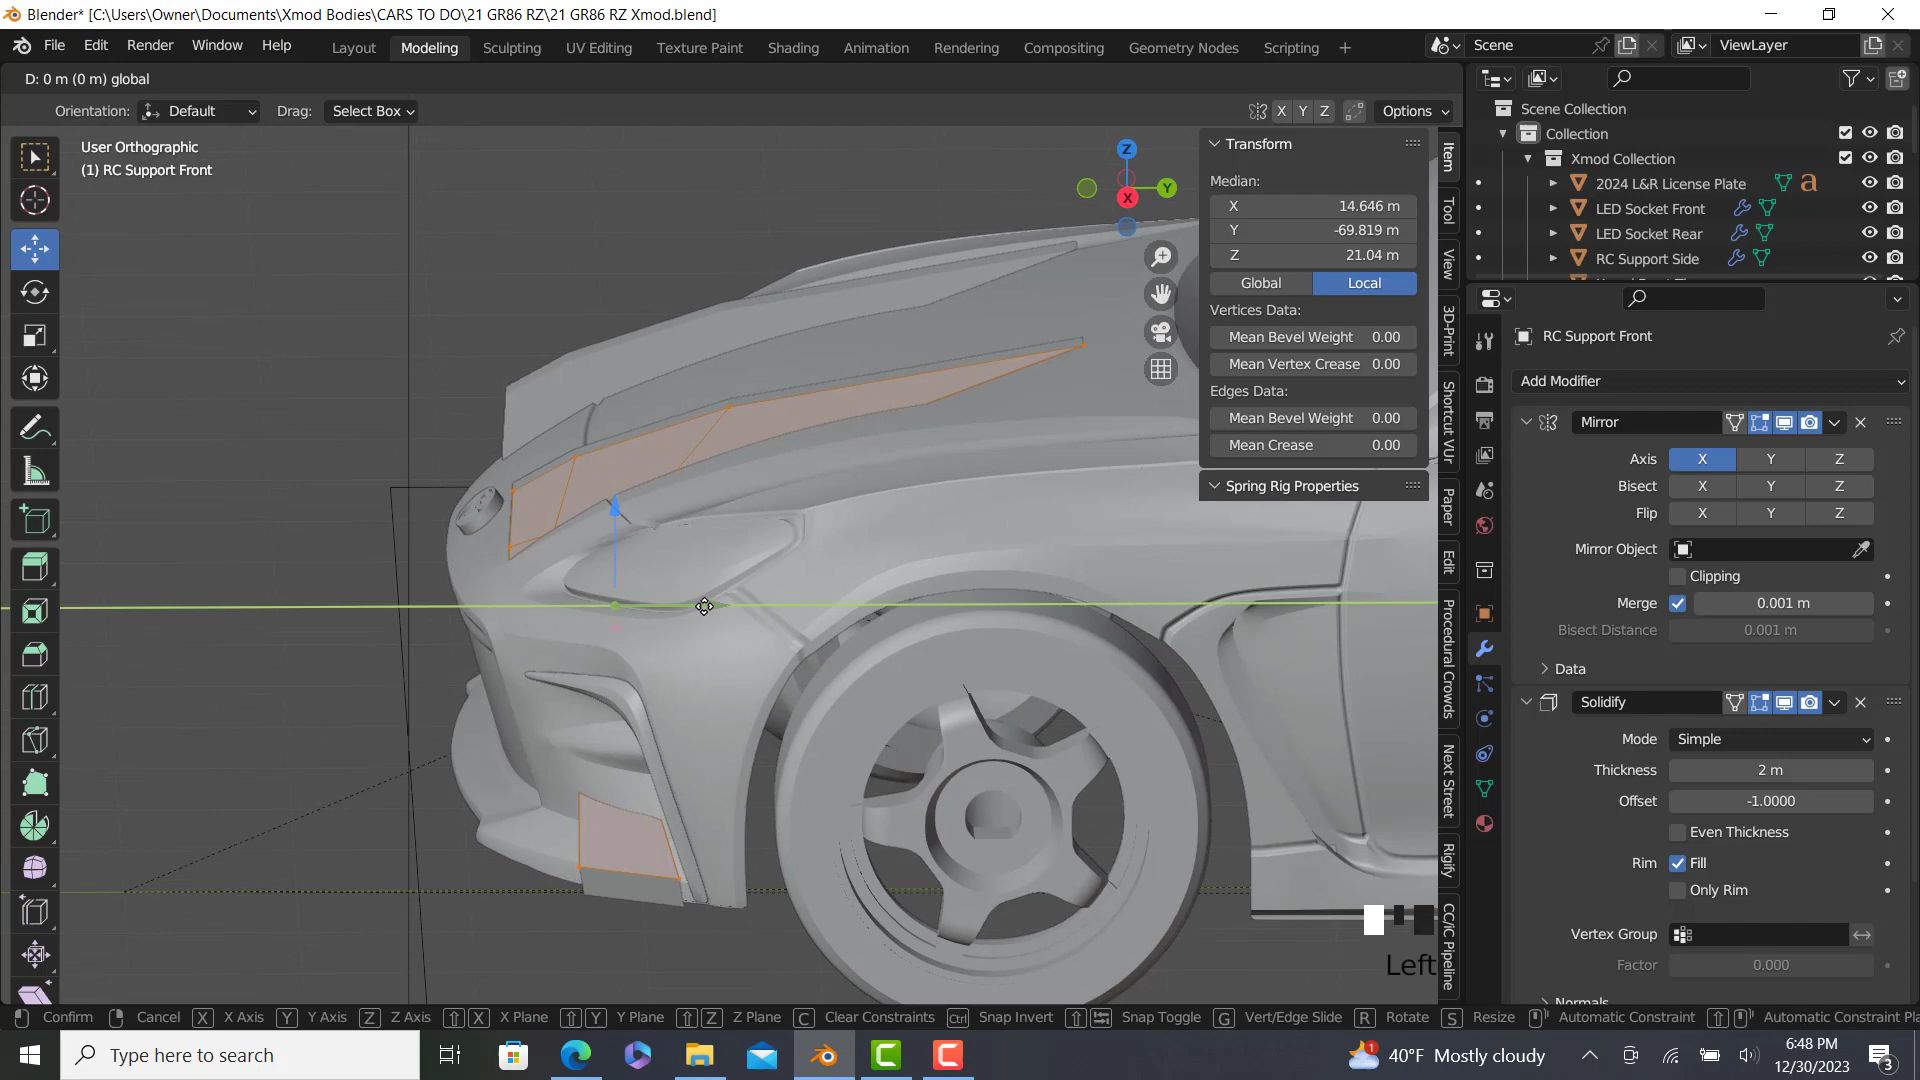 Blender* [C:\Users\Owner\Documents\Xmod Bodies\CARS TO DO\21 GR86 RZ\21 GR86 RZ Xmod.blend]
File Edit Render Window Help Layout Modeling Sculpting UV Editing Texture Paint Shading Animation Rendering Compositing Geometry Nodes Scripting + Scene ViewLayer
D: 0 m (0 m) global
Orientation: Default Drag: Select Box X Y Z Options
User Orthographic
(1) RC Support Front
Z
Y
X
Transform
Median:
X 14.646 m
Y -69.819 m
Z 21.04 m
Global Local
Vertices Data:
Mean Bevel Weight 0.00
Mean Vertex Crease 0.00
Edges Data:
Mean Bevel Weight 0.00
Mean Crease 0.00
Spring Rig Properties
Item
Tool
View
3D-Print
Shortcut VUr
Paper
Edit
Procedural Crowds
Next Street
Rigify
CC/iC Pipeline
Left
Scene Collection
Collection
Xmod Collection
2024 L&R License Plate
LED Socket Front
LED Socket Rear
RC Support Side
RC Support Front
Add Modifier
Mirror
Axis X Y Z
Bisect X Y Z
Flip X Y Z
Mirror Object
Clipping
Merge 0.001 m
Bisect Distance 0.001 m
Data
Solidify
Mode Simple
Thickness 2 m
Offset -1.0000
Even Thickness
Rim Fill
Only Rim
Vertex Group
Factor 0.000
Normals
Confirm Cancel X X Axis Y Y Axis Z Z Axis X X Plane Y Y Plane Z Z Plane C Clear Constraints Ctrl Snap Invert Snap Toggle G Vert/Edge Slide R Rotate S Resize Automatic Constraint Automatic Constraint Pla
Type here to search
40°F Mostly cloudy
6:48 PM
12/30/2023
3